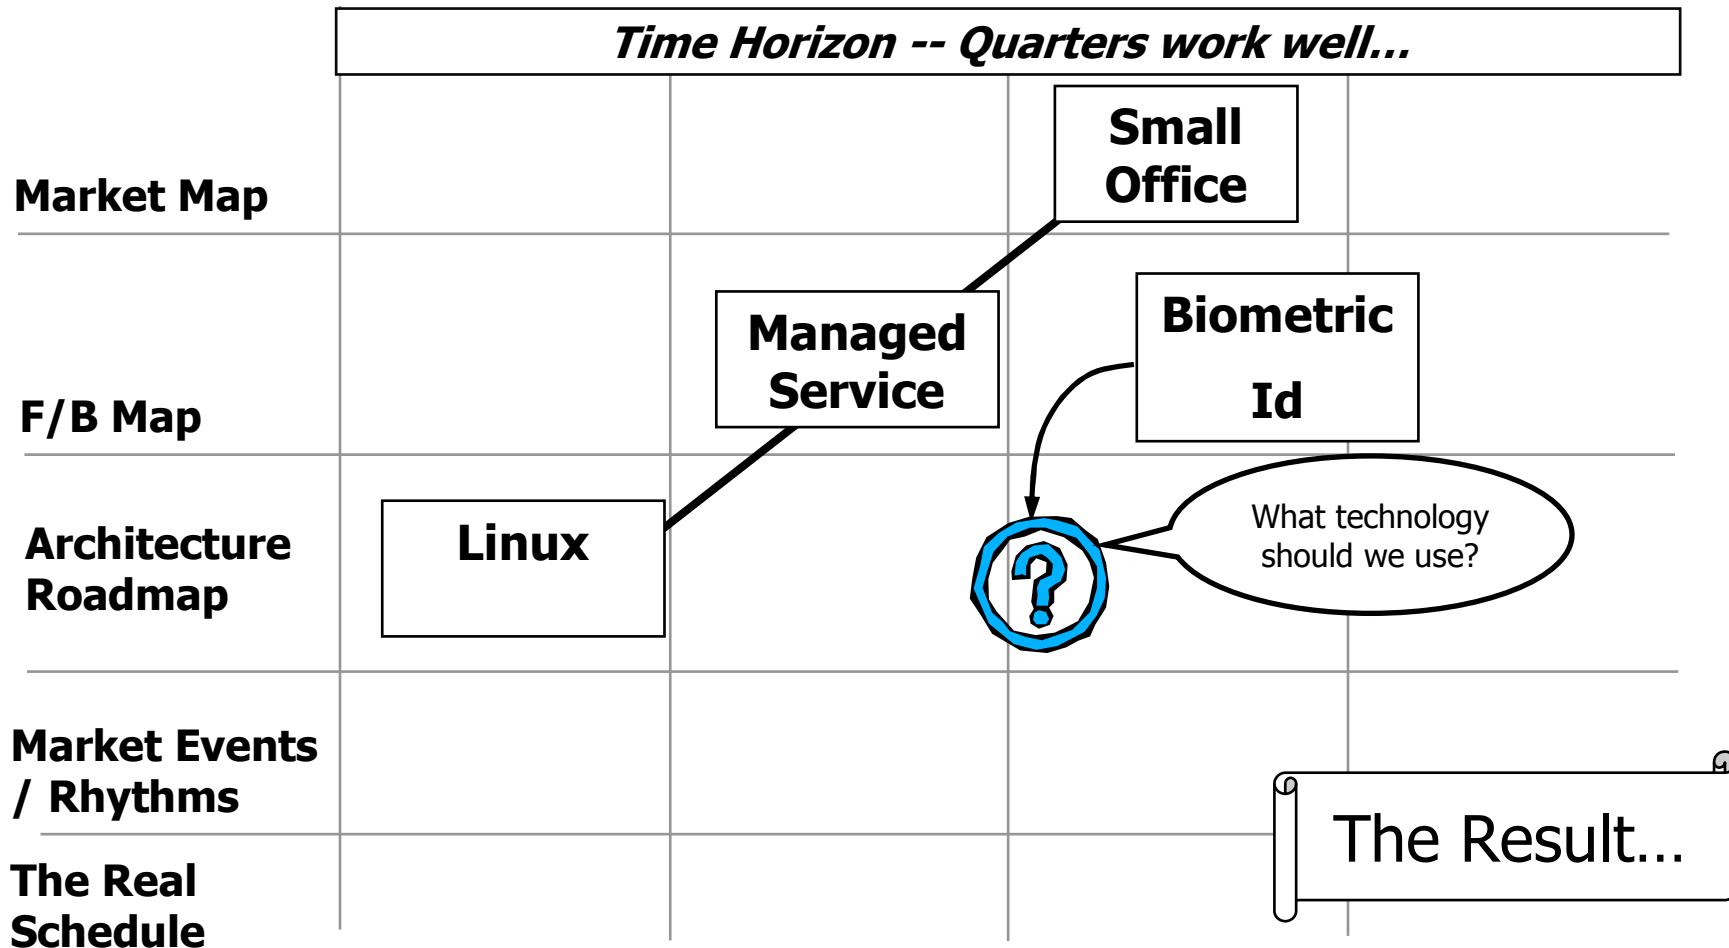 Time Horizon -- Quarters work well...
Small
Office
Market Map
Managed
Service
Biometric
Id
F/B Map
Linux
What technology
should we use?
Architecture
Roadmap
?
Market Events
/ Rhythms
The Result...
The Real
Schedule